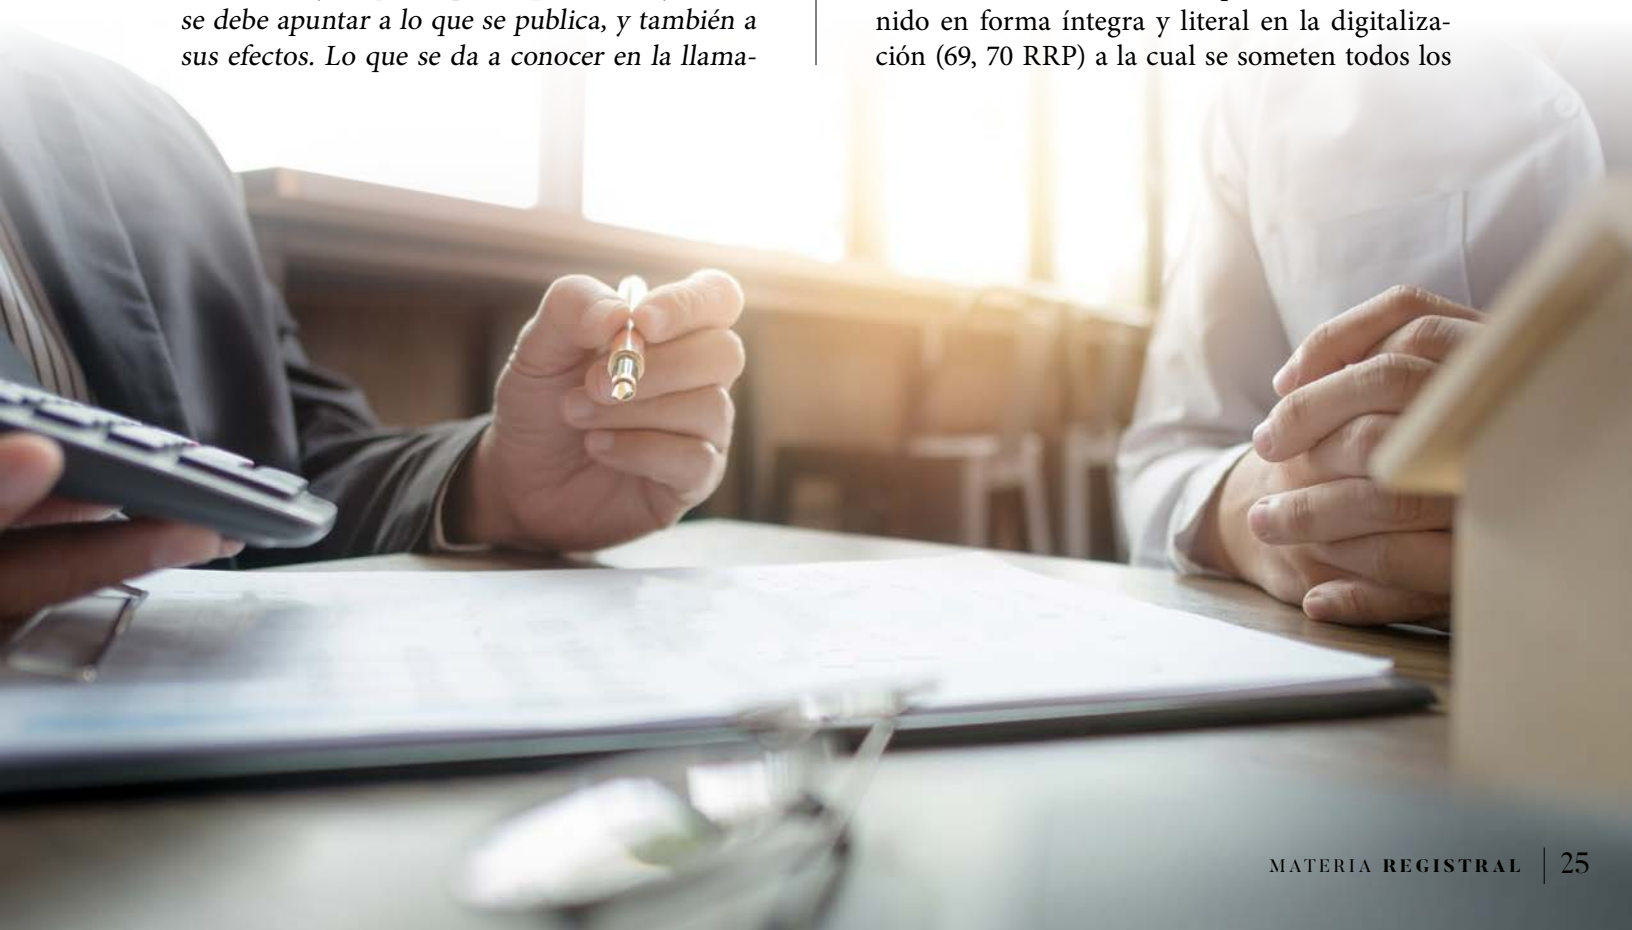 se debe apuntar a lo que se publica, y también a
sus efectos. Lo que se da a conocer en la llama-
nido en forma íntegra y literal en la digitaliza-
ción (69, 70 RRP) a la cual se someten todos los
MATERIA REGISTRAL | 25